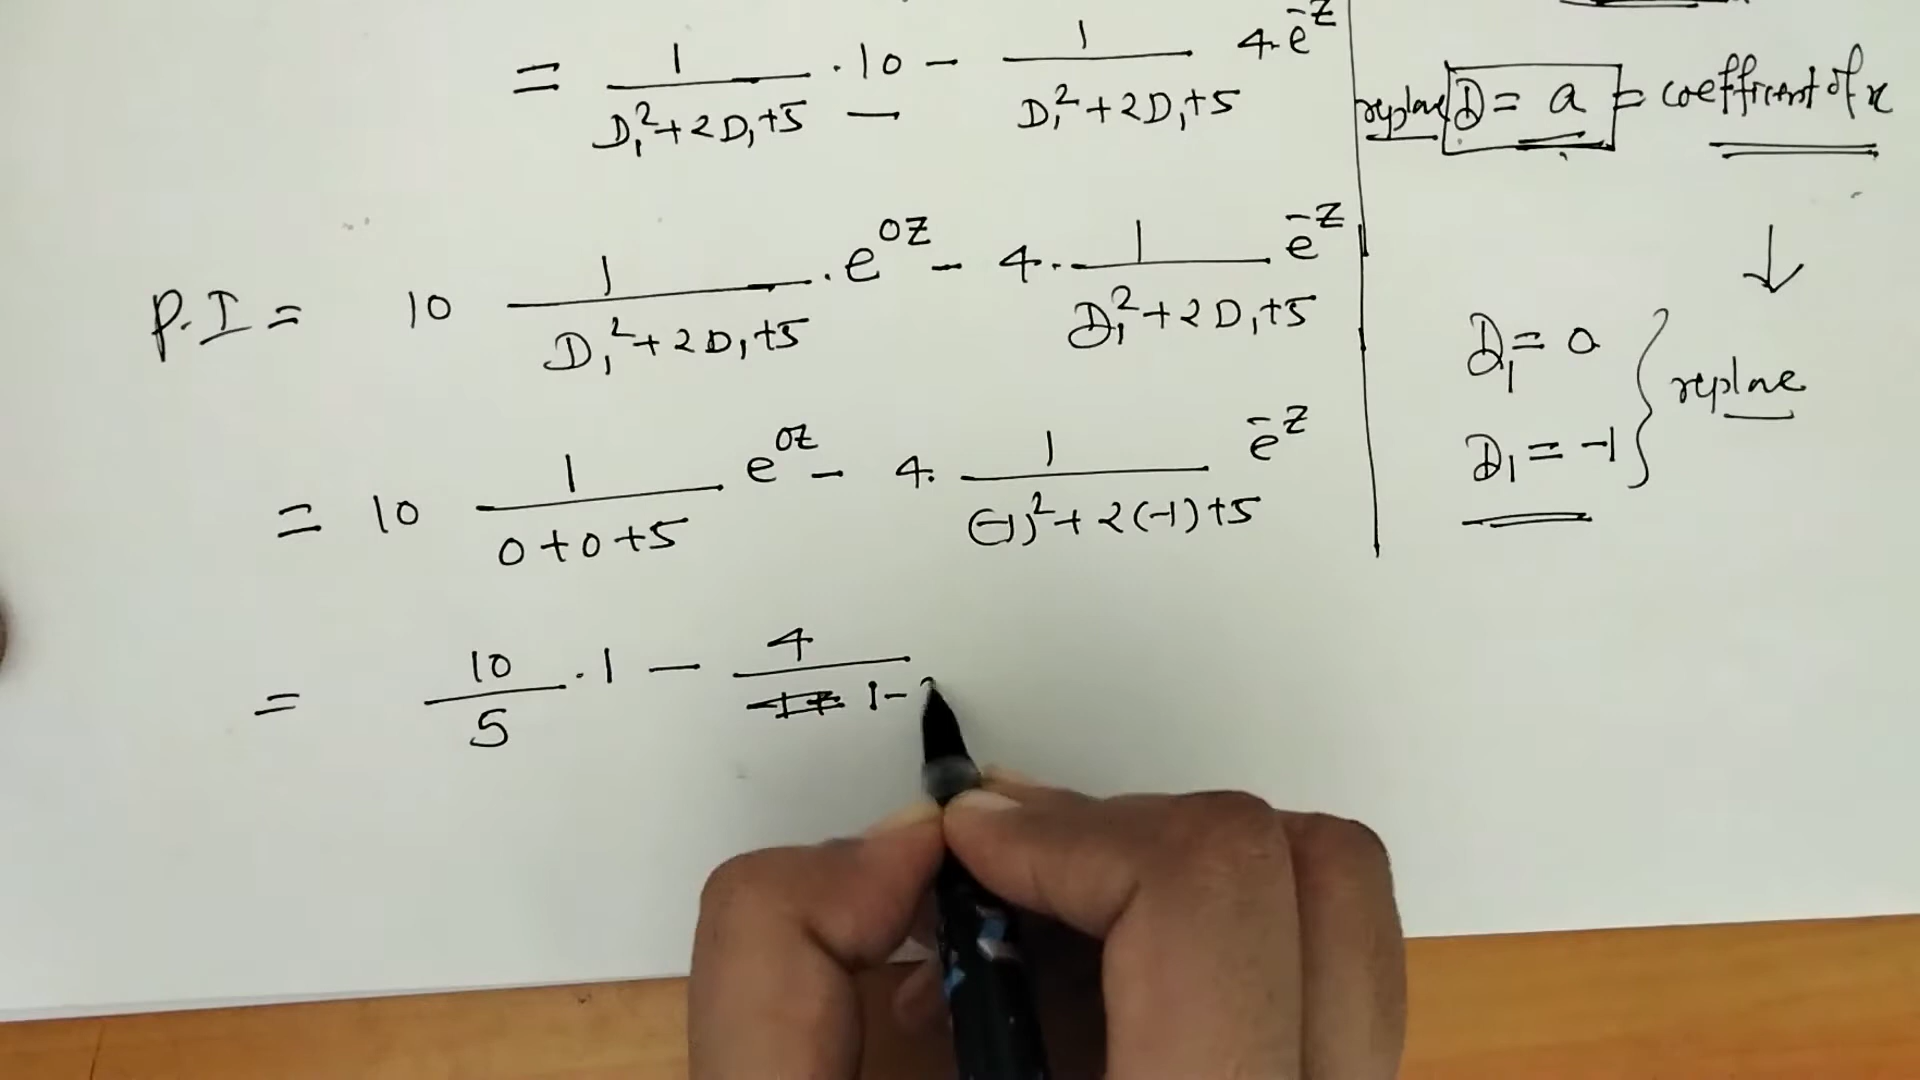 = 1/(D₁²+2D₁+5) · 10 − 1/(D₁²+2D₁+5) 4·e^-z
replace D = a = coefficient of x
P.I = 10 1/(D₁²+2D₁+5) · e^0z − 4· 1/(D₁²+2D₁+5) e^-z
D₁ = 0
D₁ = -1 } replace
= 10 1/(0+0+5) e^0z − 4· 1/((-1)²+2(-1)+5) e^-z
= 10/5 · 1 − 4/(1-